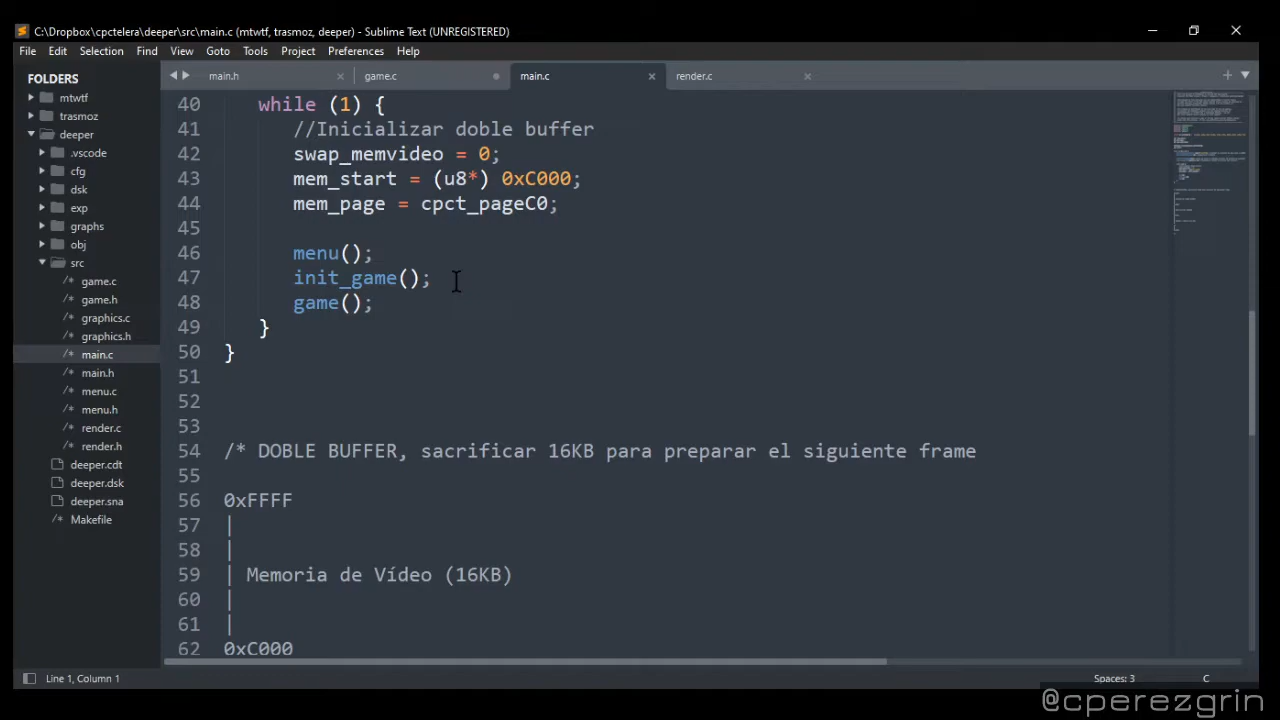 C:\Dropbox\cpctelera\deeper\src\main.c (mtwtf, trasmoz, deeper) - Sublime Text (UNREGISTERED)
File Edit Selection Find View Goto Tools Project Preferences Help
FOLDERS
mtwtf
trasmoz
deeper
.vscode
cfg
dsk
exp
graphs
obj
src
/* game.c
/* game.h
/* graphics.c
/* graphics.h
/* main.c
/* main.h
/* menu.c
/* menu.h
/* render.c
/* render.h
deeper.cdt
deeper.dsk
deeper.sna
Makefile
main.h game.c main.c render.c
40 while (1) {
41 //Inicializar doble buffer
42 swap_memvideo = 0;
43 mem_start = (u8*) 0xC000;
44 mem_page = cpct_pageC0;
45
46 menu();
47 init_game();
48 game();
49 }
50 }
51
52
53
54 /* DOBLE BUFFER, sacrificar 16KB para preparar el siguiente frame
55
56 0xFFFF
57 |
58 |
59 | Memoria de Vídeo (16KB)
60 |
61 |
62 0xC000
Line 1, Column 1
Spaces: 3
C
@cperezgrin